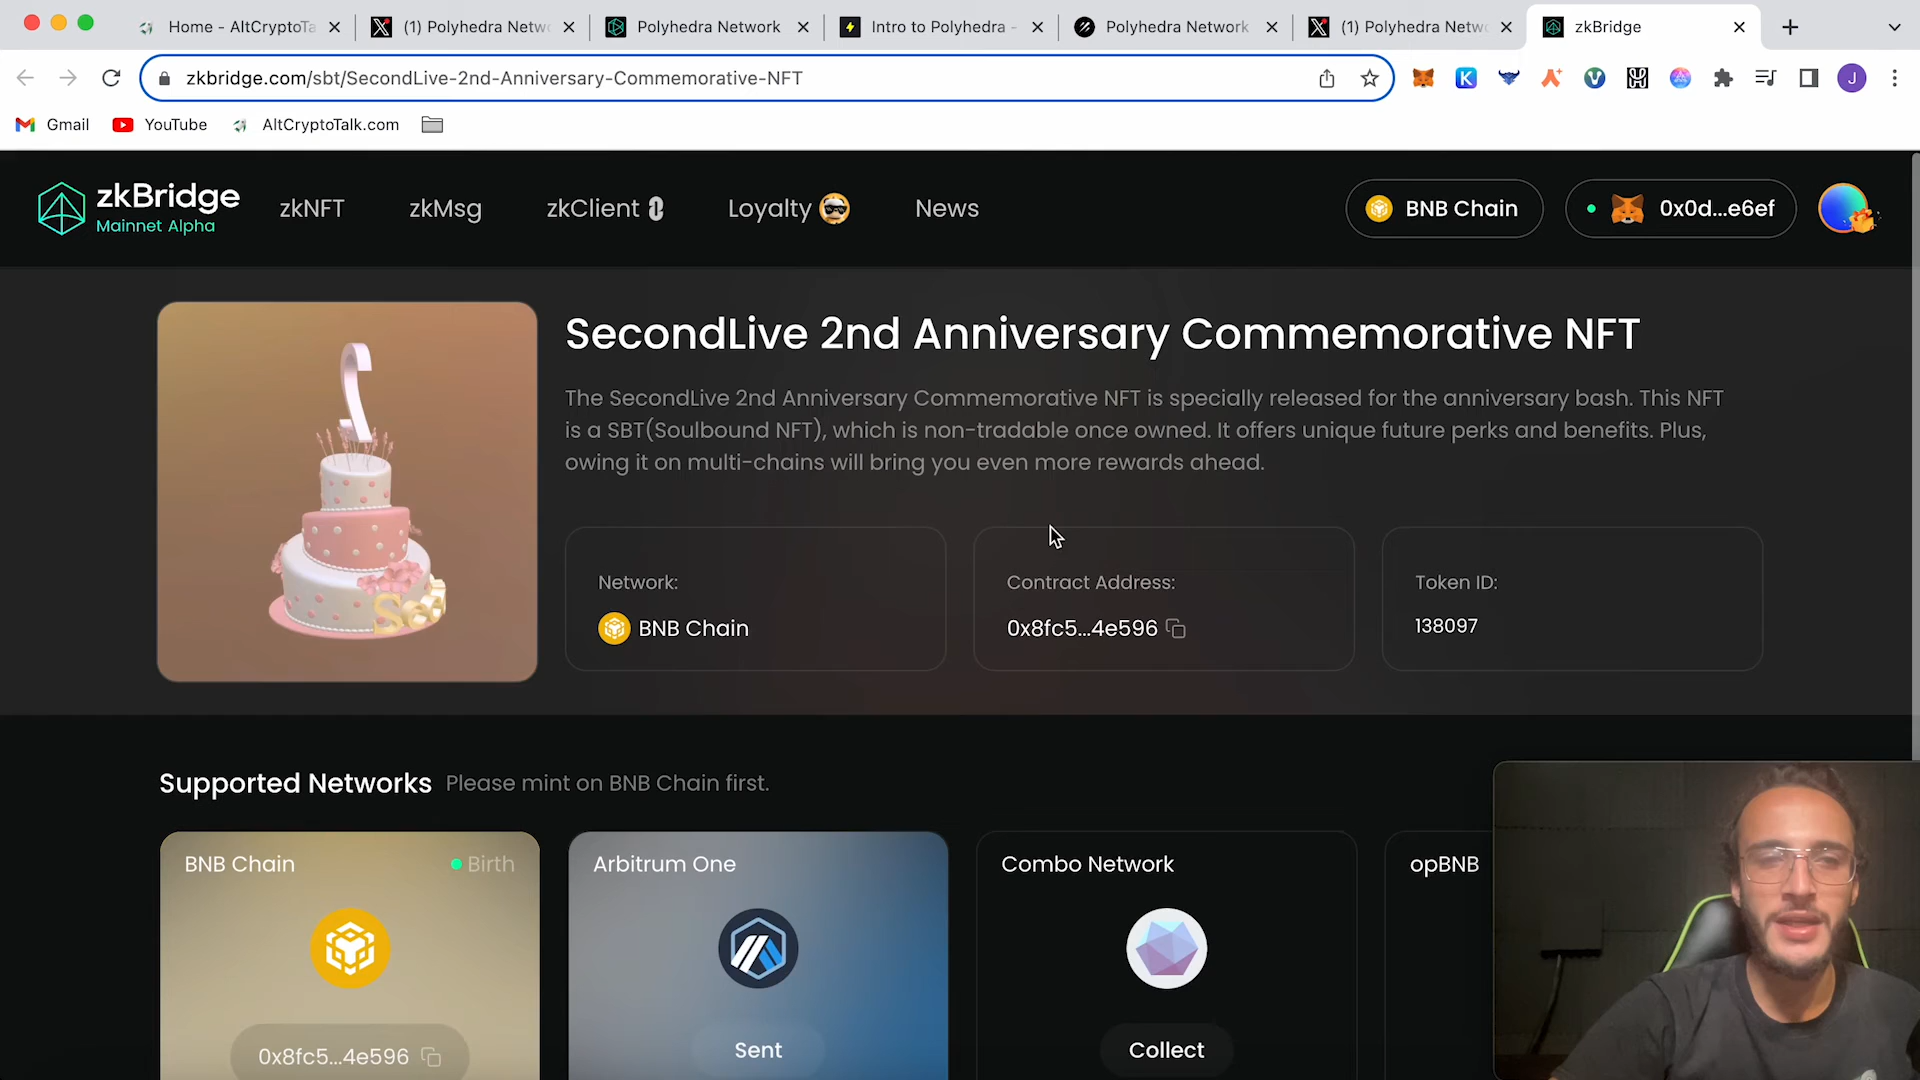 Home - AltCryptoTa
(1) Polyhedra Netwo
Polyhedra Network
Intro to Polyhedra -
Polyhedra Network
(1) Polyhedra Netwo
zkBridge
zkbridge.com/sbt/SecondLive-2nd-Anniversary-Commemorative-NFT
K
J
Gmail
YouTube
AltCryptoTalk.com
zkBridge
Mainnet Alpha
zkNFT
zkMsg
zkClient
Loyalty
News
BNB Chain
0x0d...e6ef
SecondLive 2nd Anniversary Commemorative NFT
The SecondLive 2nd Anniversary Commemorative NFT is specially released for the anniversary bash. This NFT
is a SBT(Soulbound NFT), which is non-tradable once owned. It offers unique future perks and benefits. Plus,
owing it on multi-chains will bring you even more rewards ahead.
Network:
BNB Chain
Contract Address:
0x8fc5...4e596
Token ID:
138097
Supported Networks Please mint on BNB Chain first.
BNB Chain
Birth
0x8fc5...4e596
Arbitrum One
Sent
Combo Network
Collect
opBNB